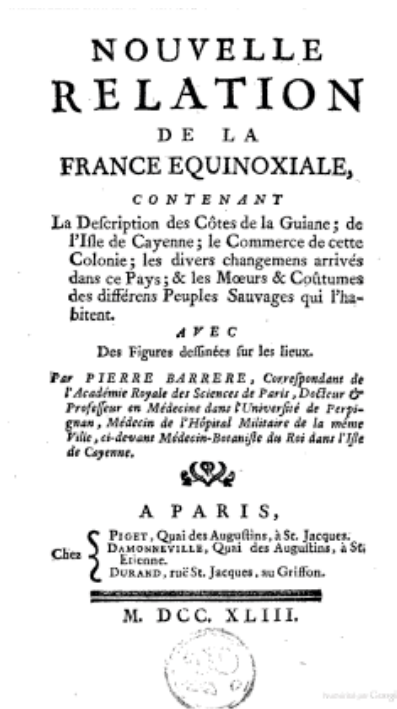 NOUVELLE
RELATION
DE LA
FRANCE EQUINOXIALE,
CONTENANT
La Deſcription des Côtes de la Guiane ; de
l'Iſle de Cayenne ; le Commerce de cette
Colonie ; les divers changemens arrivés
dans ce Pays ; & les Mœurs & Coûtumes
des différens Peuples Sauvages qui l'ha-
bitent.
AVEC
Des Figures deſſinées ſur les lieux.
Par PIERRE BARRERE, Correſpondant de
l'Académie Royale des Sciences de Paris, Docteur &
Profeſſeur en Médecine dans l'Univerſité de Perpi-
gnan, Médecin de l'Hôpital Militaire de la même
Ville, ci-devant Médecin-Botaniſte du Roi dans l'Iſle
de Cayenne.
A PARIS,
Chez
PIGET, Quai des Auguſtins, à St. Jacques.
DAMONNEVILLE, Quai des Auguſtins, à St.
Etienne.
DURAND, ruë St. Jacques, au Griffon.
M. DCC. XLIII.